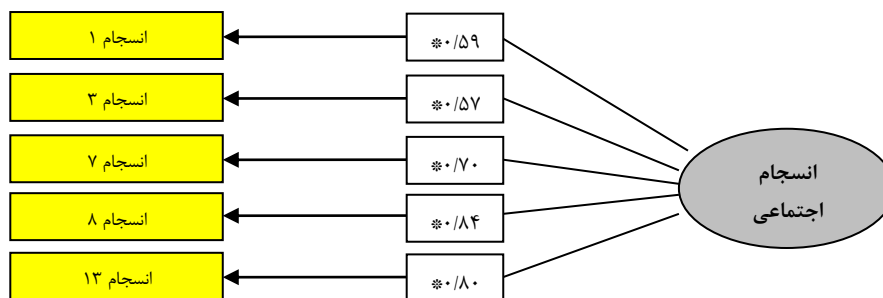 انسجام ۱
*۰/۵۹
انسجام ۳
*۰/۵۷
انسجام ۷
*۰/۷۰
انسجام ۸
*۰/۸۴
انسجام ۱۳
*۰/۸۰
انسجام
اجتماعی